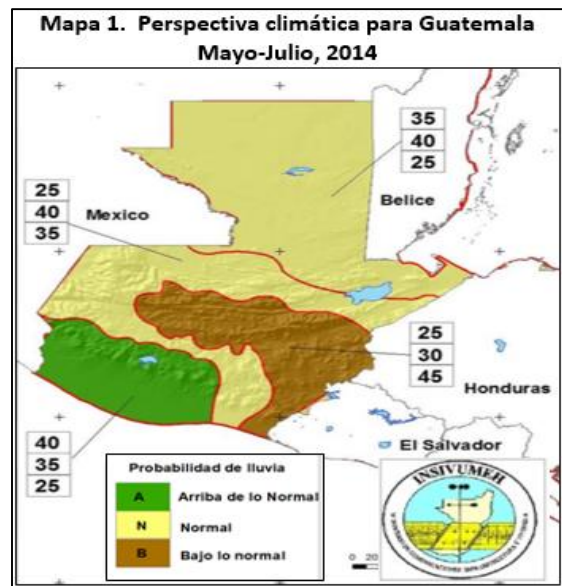 Mapa 1. Perspectiva climática para Guatemala
Mayo-Julio, 2014
35
40
25
Belice
25
40
35
Mexico
25
30
45
Honduras
El Salvador
40
35
25
Probabilidad de lluvia
A Arriba de lo Normal
N Normal
B Bajo lo normal
INSIVUMEH
0